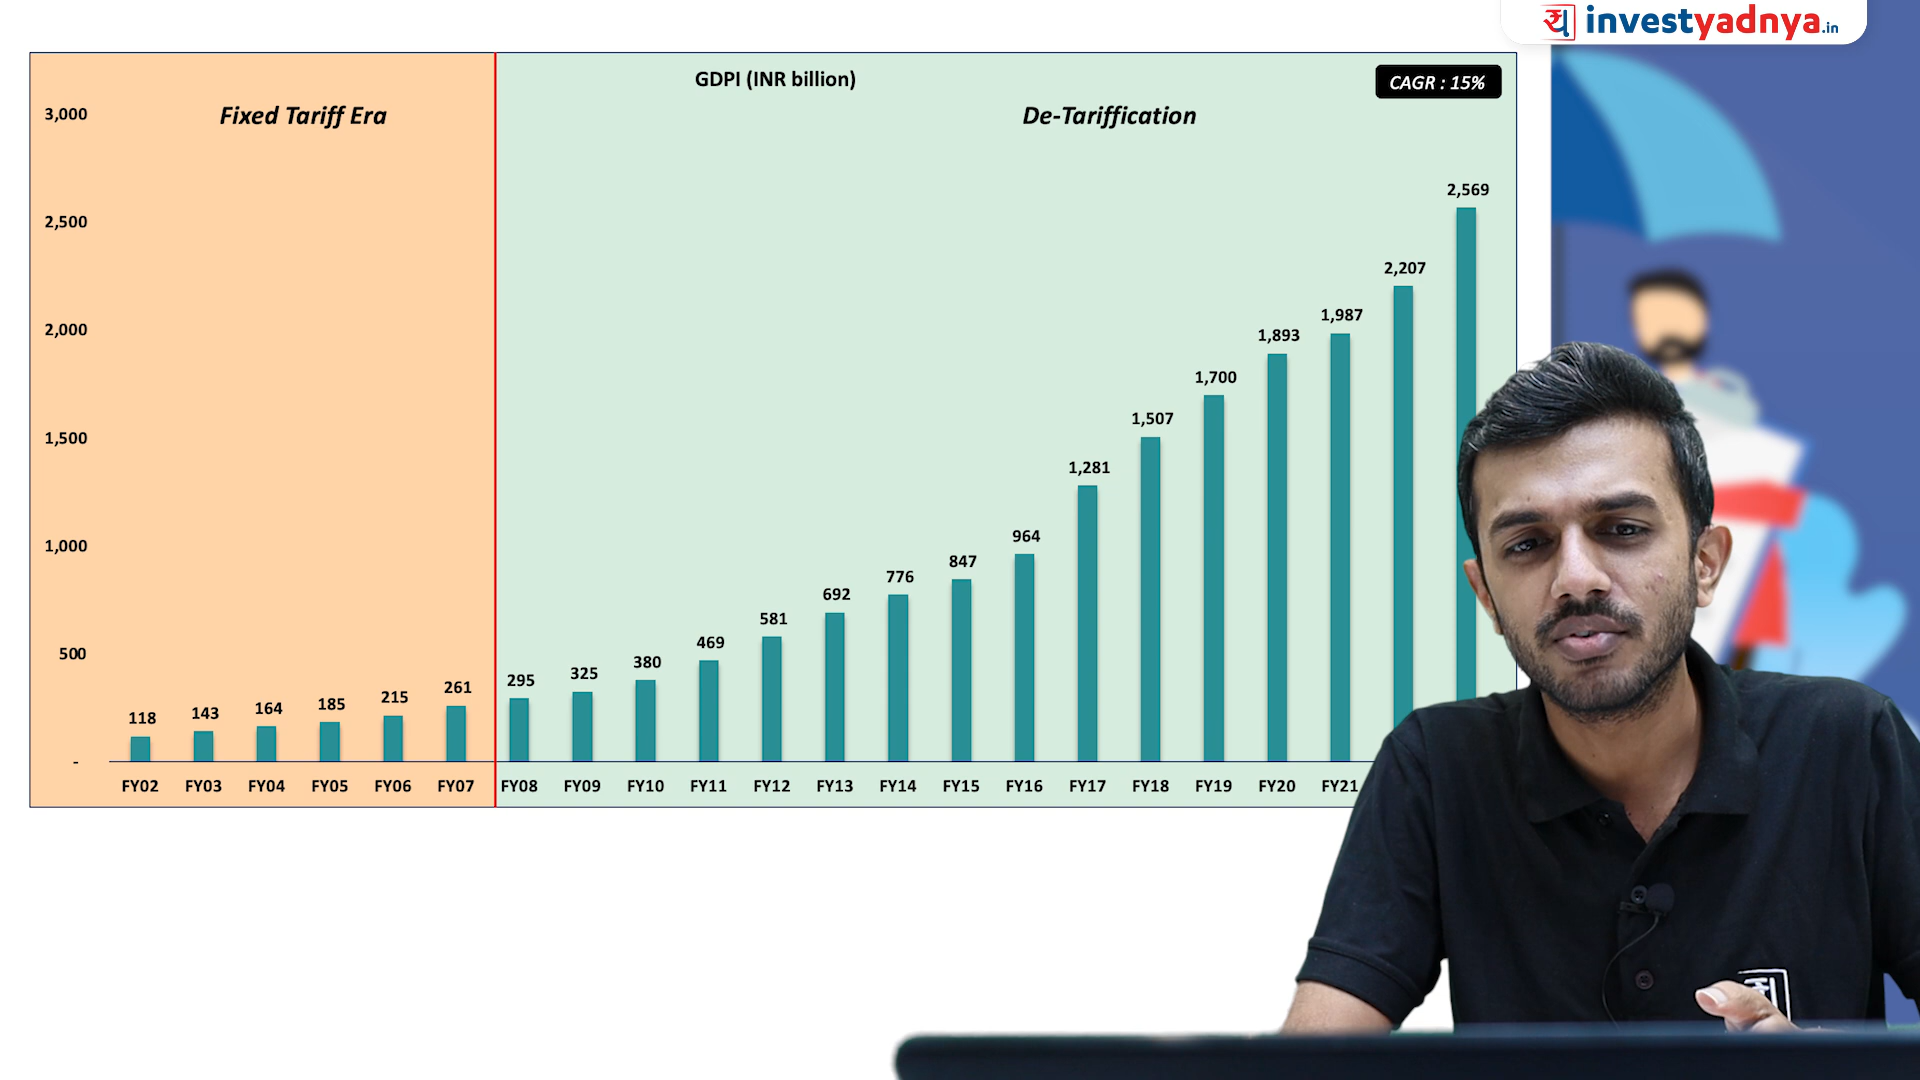 य investyadnya.in
GDPI (INR billion)
CAGR : 15%
Fixed Tariff Era
De-Tariffication
3,000
2,500
2,000
1,500
1,000
500
-
118 143 164 185 215 261 295 325 380 469 581 692 776 847 964 1,281 1,507 1,700 1,893 1,987 2,207 2,569
FY02 FY03 FY04 FY05 FY06 FY07 FY08 FY09 FY10 FY11 FY12 FY13 FY14 FY15 FY16 FY17 FY18 FY19 FY20 FY21